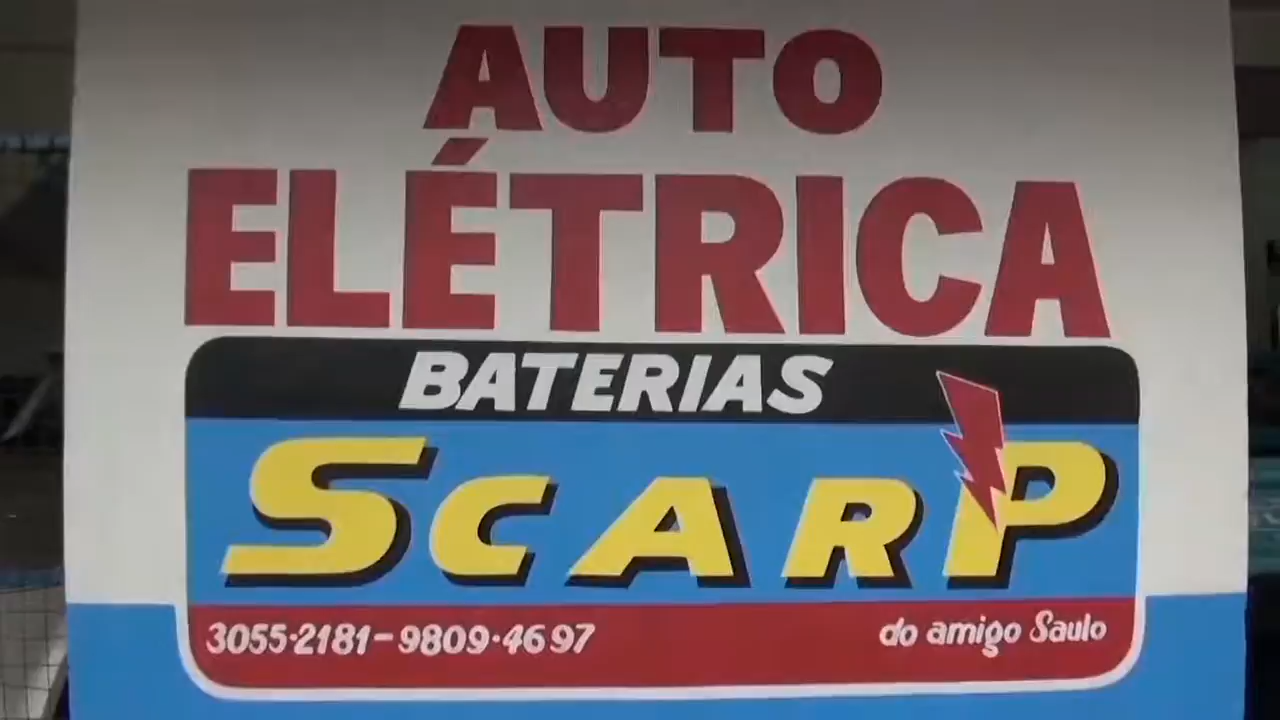 AUTO
ELÉTRICA
BATERIAS
SCARP
3055·2181-9809·4697 do amigo Saulo